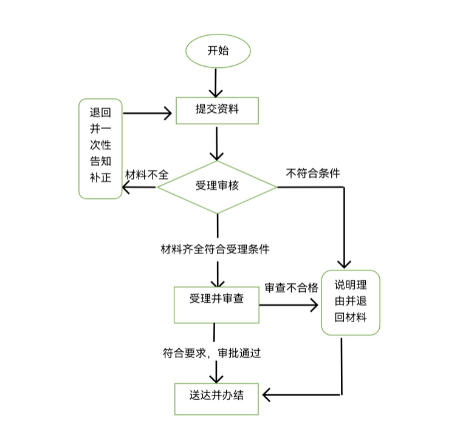 开始
提交资料
退回
并一
次性
告知
补正
材料不全
受理审核
不符合条件
材料齐全符合受理条件
受理并审查
审查不合格
说明理
由并退
回材料
符合要求，审批通过
送达并办结